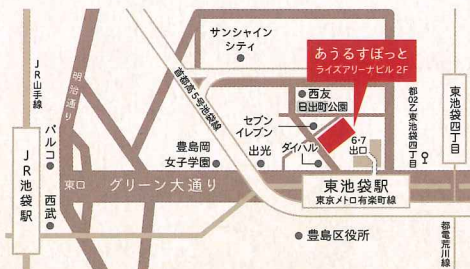 サンシャイン
シティ
あうるすぽっと
ライズアリーナビル 2F
JR山手線
明治通り
首都高5号池袋線
西友
日出町公園
都02乙東池袋四丁目
東池袋四丁目
セブン
イレブン
パルコ
豊島岡
女子学園
出光
ダイハル
6・7
出口
JR池袋駅
東口
グリーン大通り
東池袋駅
東京メトロ有楽町線
西武
豊島区役所
都電荒川線